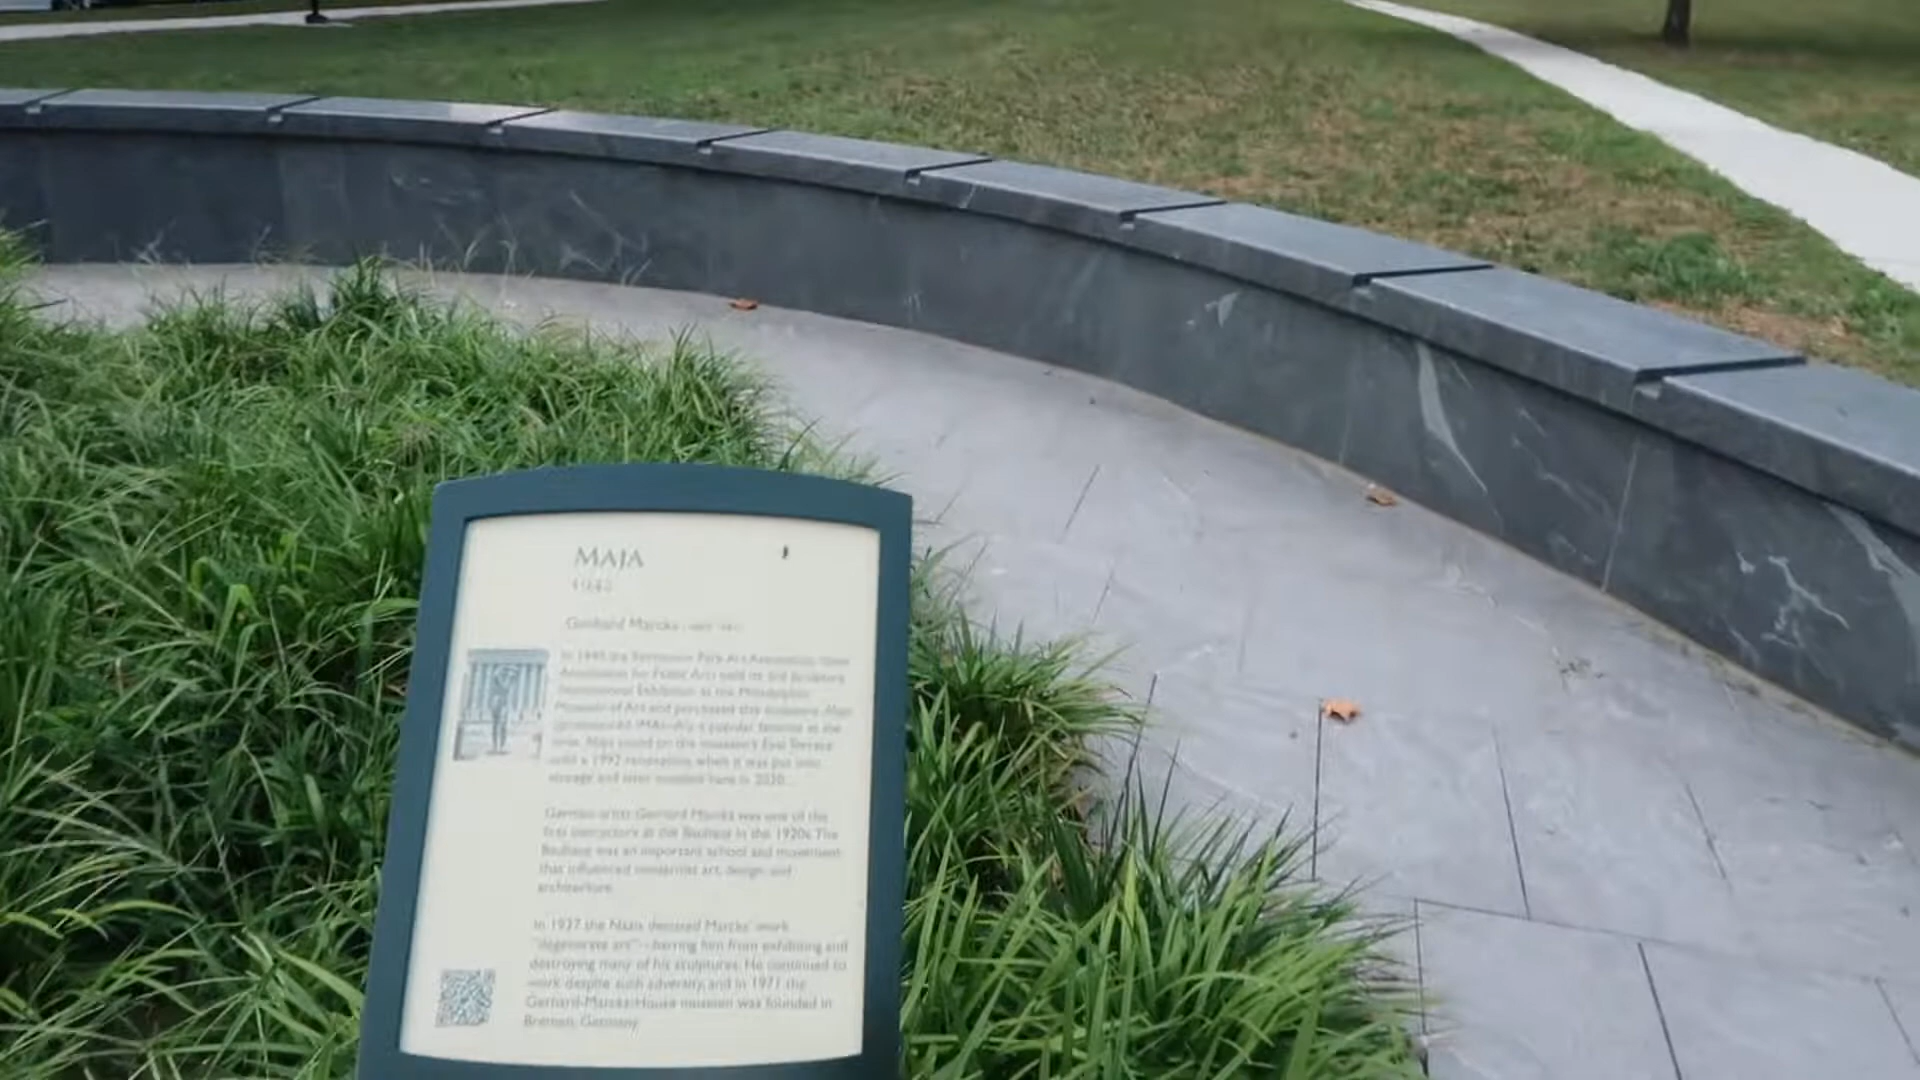 MAJA
Gerhard Marcks
In 1949 the Fairmount Park Art Association (now
Association for Public Art) held its 3rd Sculpture
International Exhibition at the Philadelphia
Museum of Art and purchased this sculpture. Maja
a popular favorite at the
time. Maja stood on the museum's East Terrace
until a 1992 renovation, when it was put into
storage and later installed here in 2020.
German artist Gerhard Marcks was one of the
first instructors at the Bauhaus in the 1920s. The
Bauhaus was an important school and movement
that influenced modernist art, design, and
architecture.
In 1937 the Nazis deemed Marcks' work
"degenerate art"—barring him from exhibiting and
destroying many of his sculptures. He continued to
work despite such adversity, and in 1971 the
Gerhard-Marcks-House museum was founded in
Bremen, Germany.